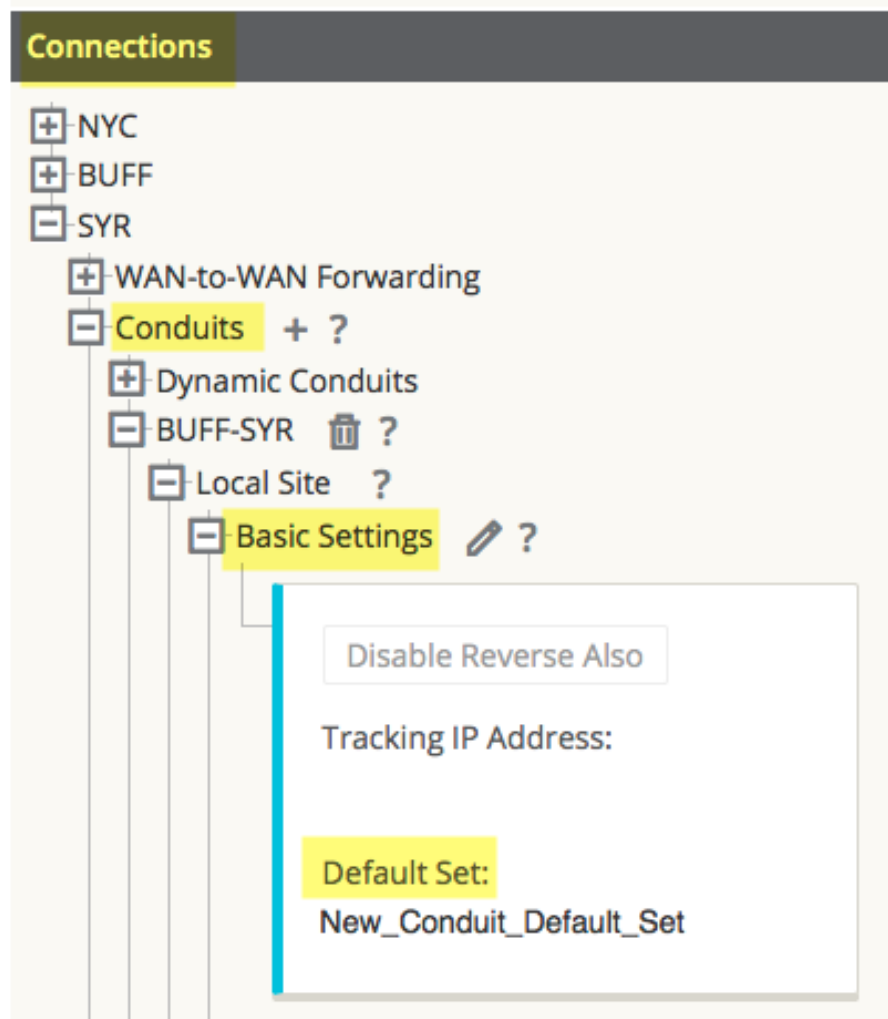 Connections
NYC
BUFF
SYR
WAN-to-WAN Forwarding
Conduits + ?
Dynamic Conduits
BUFF-SYR ?
Local Site ?
Basic Settings ?
Disable Reverse Also
Tracking IP Address:
Default Set:
New_Conduit_Default_Set